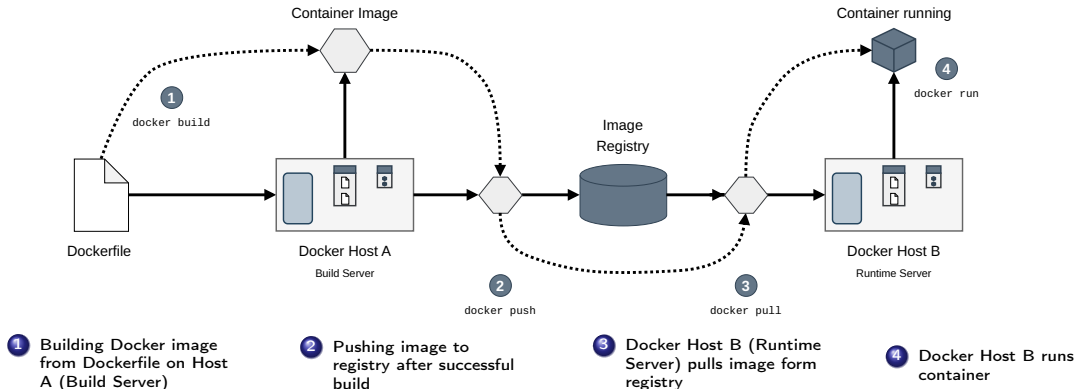 Container Image
Container running
1
docker build
4
docker run
Image
Registry
Dockerfile
Docker Host A
Build Server
Docker Host B
Runtime Server
2
docker push
3
docker pull
1 Building Docker image
from Dockerfile on Host
A (Build Server)
2 Pushing image to
registry after successful
build
3 Docker Host B (Runtime
Server) pulls image form
registry
4 Docker Host B runs
container